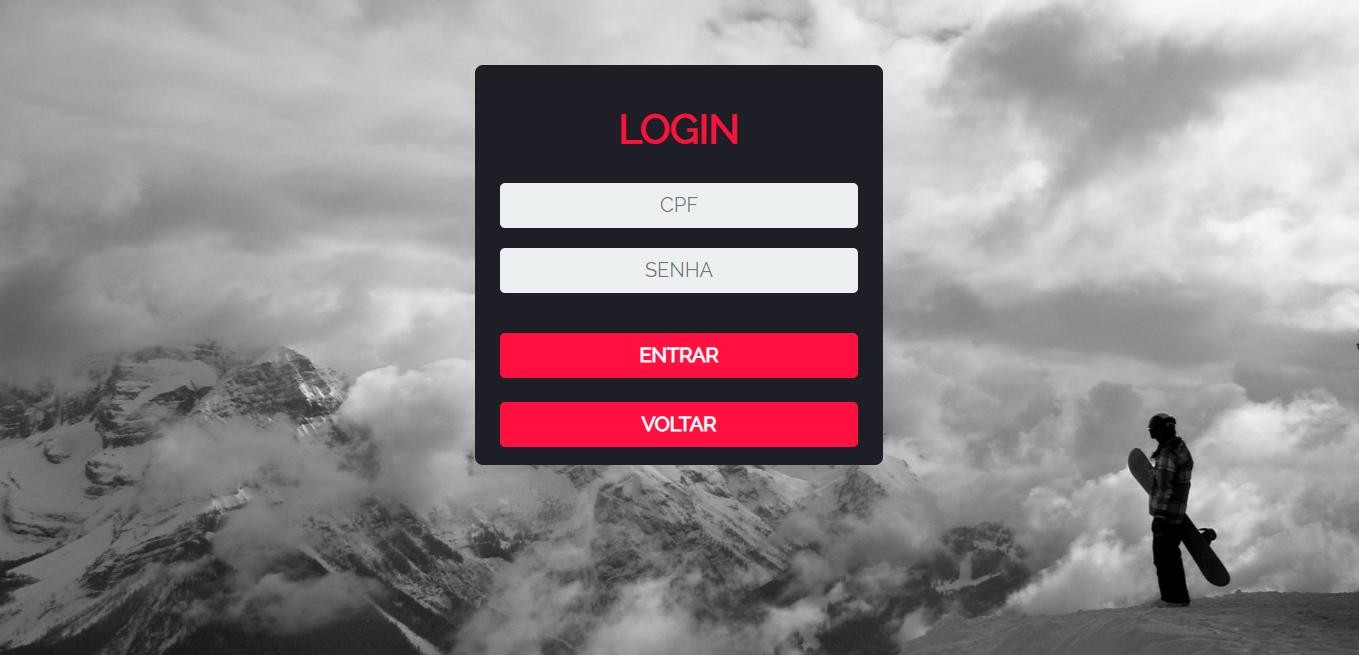 LOGIN
CPF
SENHA
ENTRAR
VOLTAR